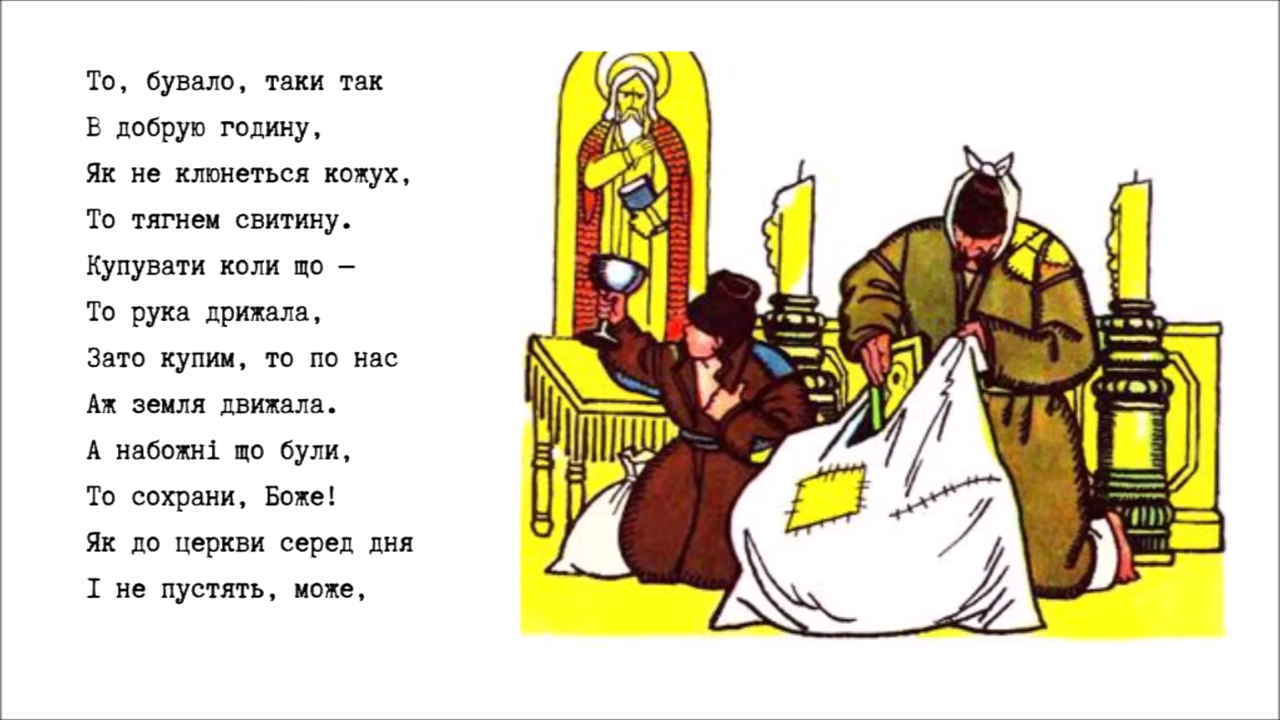 То, бувало, таки так
В добрую годину,
Як не клюнеться кожух,
То тягнем свитину.
Купувати коли що —
То рука дрижала,
Зато купим, то по нас
Аж земля движала.
А набожні що були,
То сохрани, Боже!
Як до церкви серед дня
І не пустять, може,